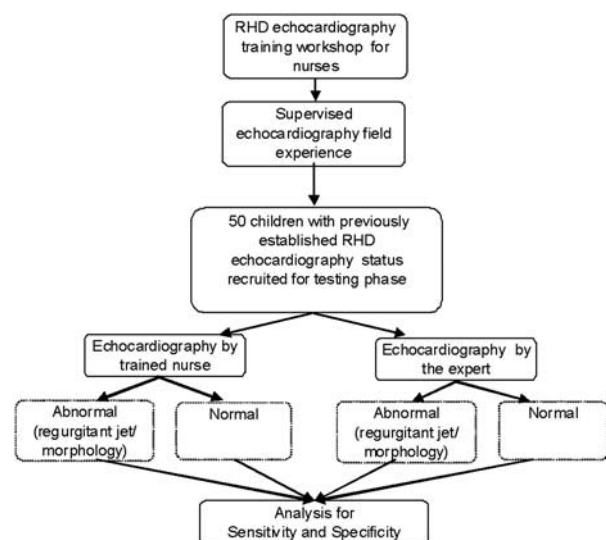 RHD echocardiography
training workshop for
nurses
Supervised
echocardiography field
experience
50 children with previously
established RHD
echocardiography status
recruited for testing phase
Echocardiography by
trained nurse
Echocardiography by
the expert
Abnormal
(regurgitant jet/
morphology)
Normal
Abnormal
(regurgitant jet/
morphology)
Normal
Analysis for
Sensitivity and Specificity